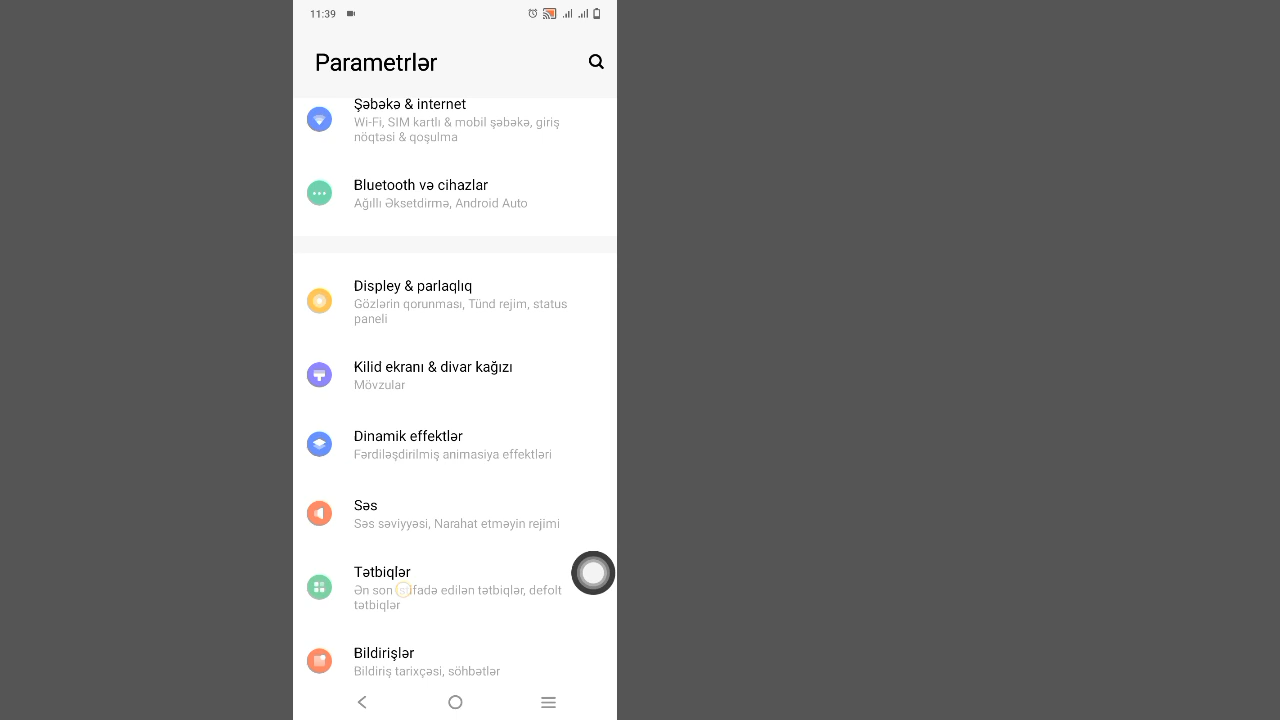 11:39
Parametrlər
Şəbəkə & internet
Wi-Fi, SIM kartlı & mobil şəbəkə, giriş
nöqtəsi & qoşulma
Bluetooth və cihazlar
Ağıllı Əksetdirmə, Android Auto
Displey & parlaqlıq
Gözlərin qorunması, Tünd rejim, status
paneli
Kilid ekranı & divar kağızı
Mövzular
Dinamik effektlər
Fərdiləşdirilmiş animasiya effektləri
Səs
Səs səviyyəsi, Narahat etməyin rejimi
Tətbiqlər
Ən son istifadə edilən tətbiqlər, defolt
tətbiqlər
Bildirişlər
Bildiriş tarixçəsi, söhbətlər